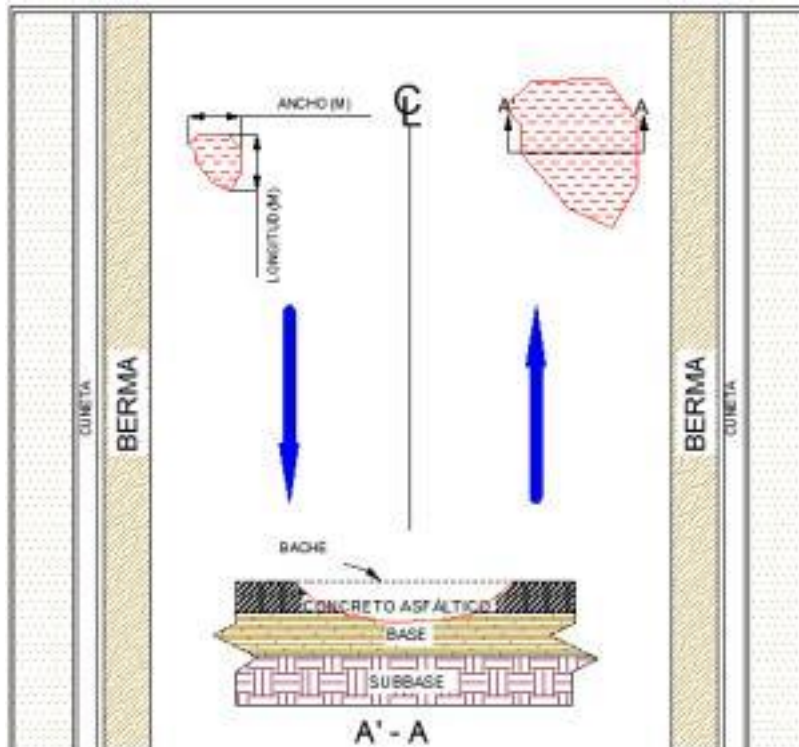 ANCHO (M)
CL
A'
A
LONGITUD (M)
CUNETA
BERMA
BERMA
CUNETA
BACHE
CONCRETO ASFÁLTICO
BASE
SUBBASE
A' - A